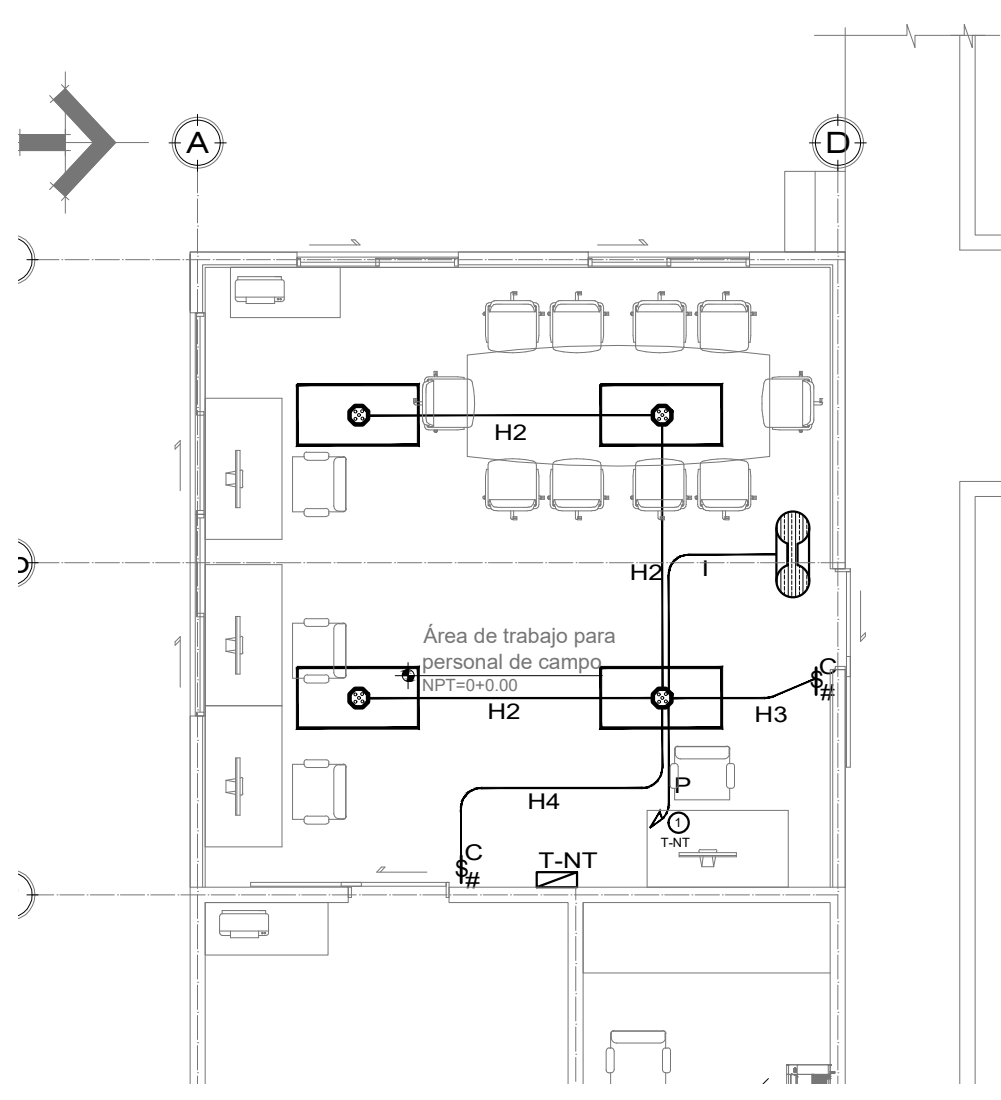 A
D
H2
H2
I
Área de trabajo para
personal de campo
NPT=0+0.00
C
$
#
H2
H3
P
H4
1
T-NT
C
$
#
T-NT